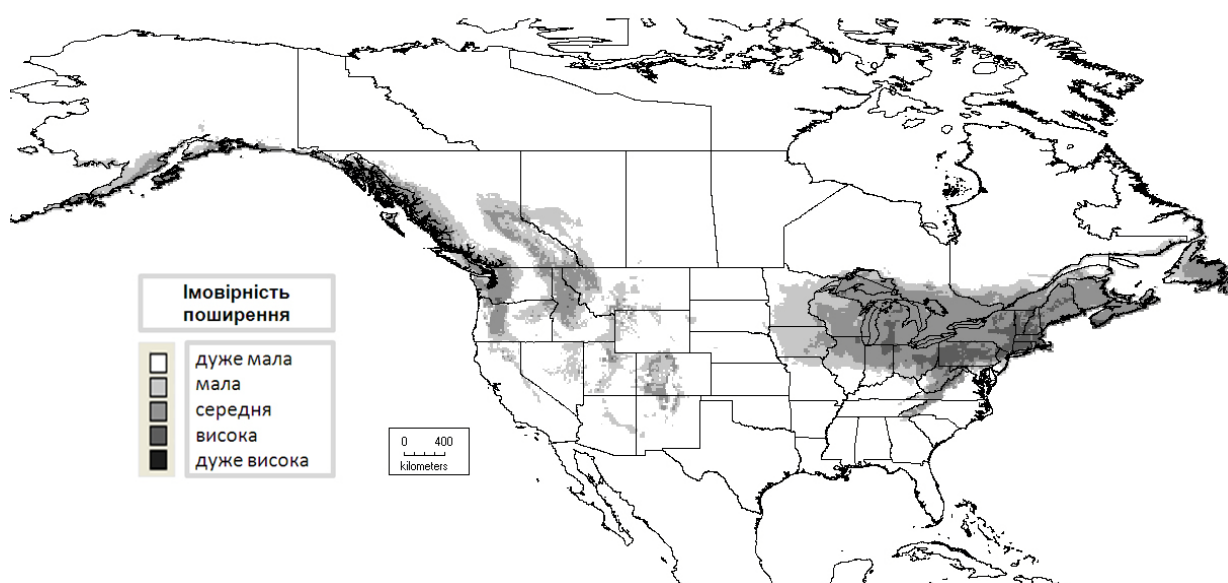 Імовірність
поширення
дуже мала
мала
середня
висока
дуже висока
0 400
kilometers